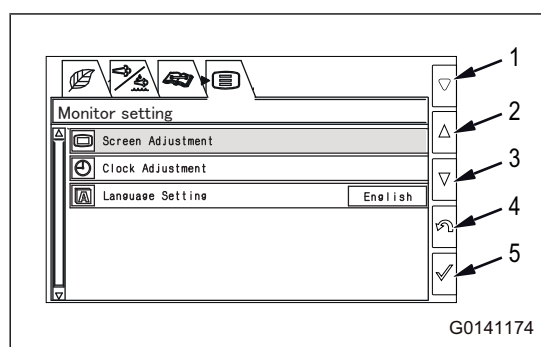 1
Monitor setting
2
Screen Adjustment
Clock Adjustment
3
Language Setting English
4
5
G0141174